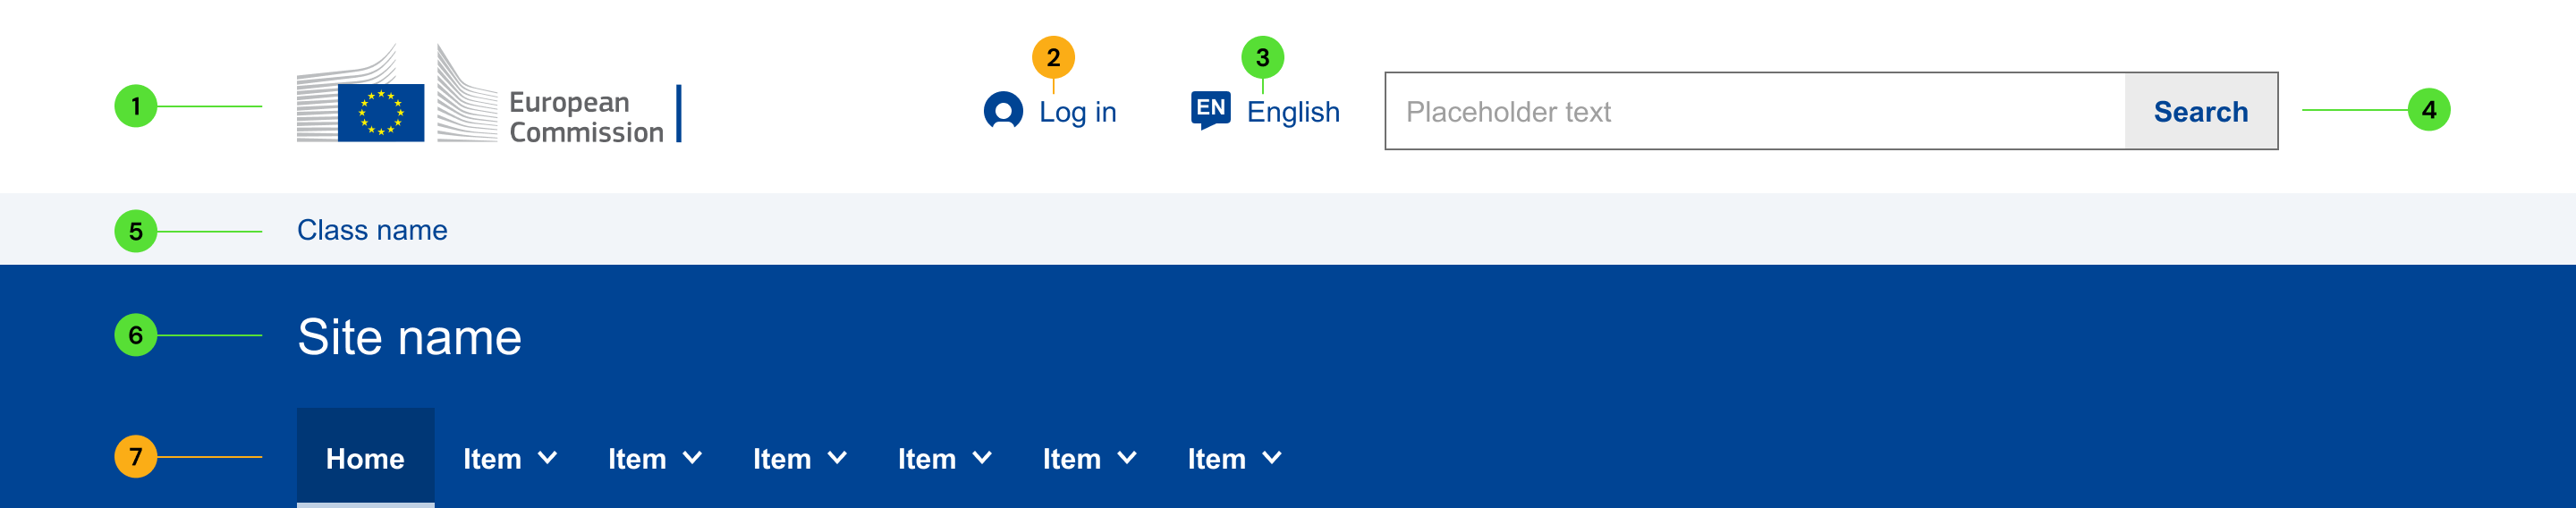 2
3
1
European
Commission
Log in
EN
English
Placeholder text
Search
4
5
Class name
6
Site name
7
Home
Item
Item
Item
Item
Item
Item